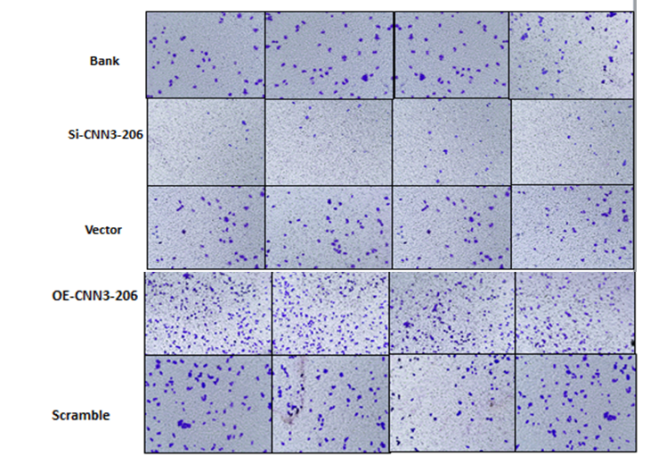 Bank
Si-CNN3-206
Vector
OE-CNN3-206
Scramble